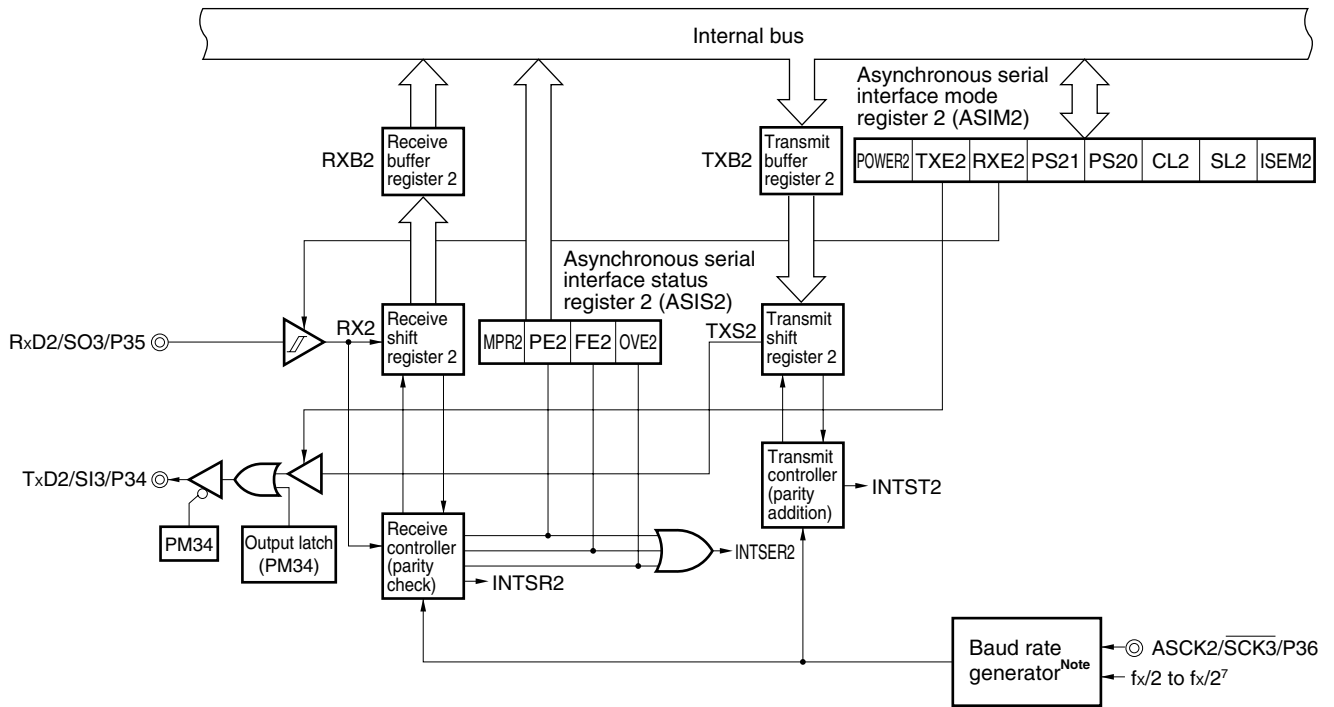 Internal bus
Asynchronous serial
interface mode
register 2 (ASIM2)
RXB2
Receive
buffer
register 2
TXB2
Transmit
buffer
register 2
POWER2 TXE2 RXE2 PS21 PS20 CL2 SL2 ISEM2
Asynchronous serial
interface status
register 2 (ASIS2)
RxD2/SO3/P35
RX2
Receive
shift
register 2
MPR2 PE2 FE2 OVE2
TXS2
Transmit
shift
register 2
TxD2/SI3/P34
PM34
Output latch
(PM34)
Receive
controller
(parity
check)
INTSR2
INTSER2
Transmit
controller
(parity
addition)
INTST2
Baud rate
generatorNote
ASCK2/SCK3/P36
fx/2 to fx/2⁷